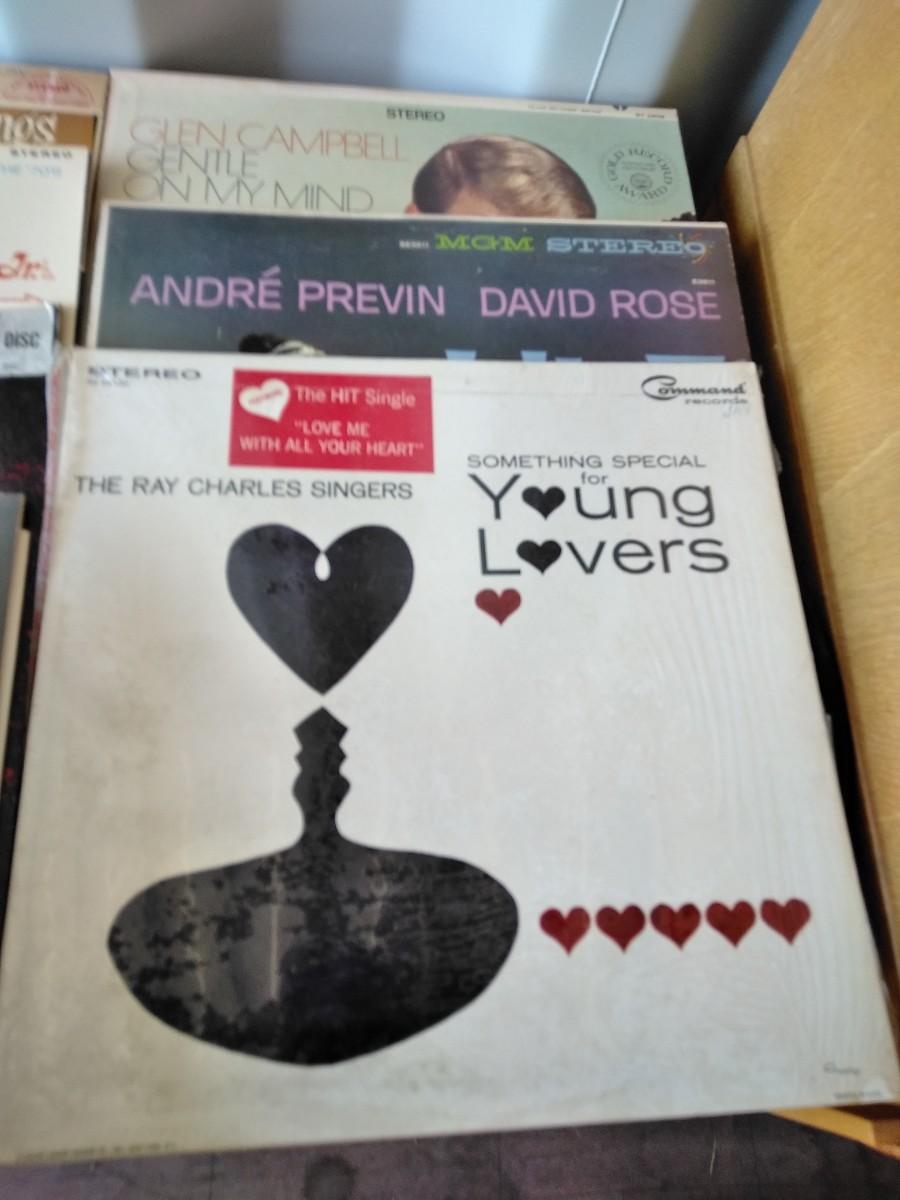 STEREO
GLEN CAMPBELL
GENTLE
ON MY MIND
GOLD RECORD
AWARD
STEREO
DISC
MGM STEREO
ANDRÉ PREVIN DAVID ROSE
STEREO
The HIT Single
"LOVE ME
WITH ALL YOUR HEART"
Command
records
THE RAY CHARLES SINGERS
SOMETHING SPECIAL
for
Young
Lovers